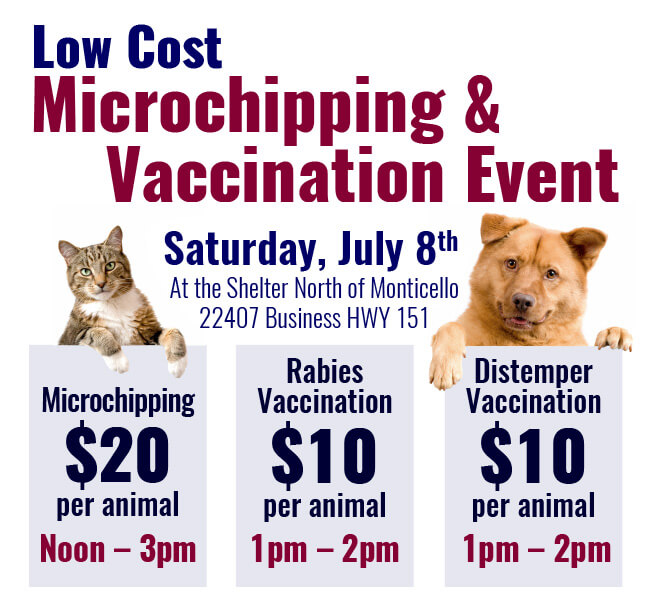 Low Cost
Microchipping &
Vaccination Event
Saturday, July 8th
At the Shelter North of Monticello
22407 Business HWY 151
Microchipping
$20
per animal
Noon – 3pm
Rabies
Vaccination
$10
per animal
1pm – 2pm
Distemper
Vaccination
$10
per animal
1pm – 2pm